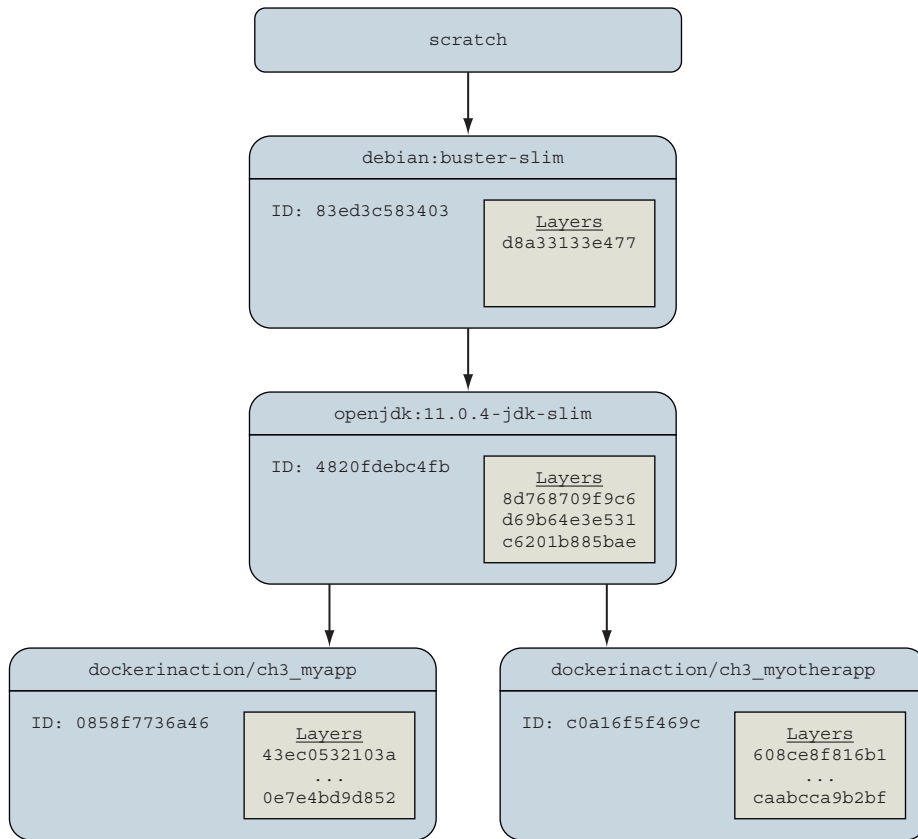 scratch
debian:buster-slim
ID: 83ed3c583403
Layers
d8a33133e477
openjdk:11.0.4-jdk-slim
ID: 4820fdebc4fb
Layers
8d768709f9c6
d69b64e3e531
c6201b885bae
dockerinaction/ch3_myapp
ID: 0858f7736a46
Layers
43ec0532103a
...
0e7e4bd9d852
dockerinaction/ch3_myotherapp
ID: c0a16f5f469c
Layers
608ce8f816b1
...
caabcca9b2bf